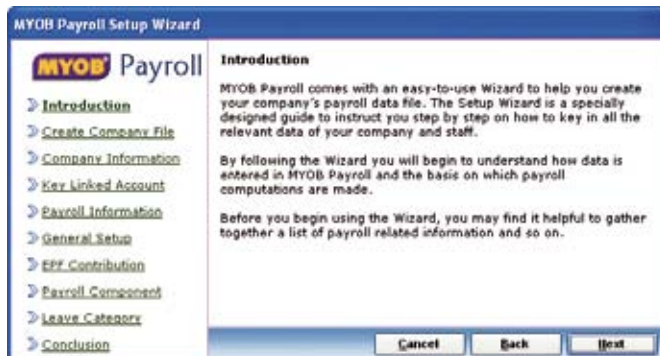 MYOB Payroll Setup Wizard
MYOB Payroll
Introduction
Create Company File
Company Information
Key Linked Account
Payroll Information
General Setup
EPF Contribution
Payroll Component
Leave Category
Conclusion
Introduction
MYOB Payroll comes with an easy-to-use Wizard to help you create
your company's payroll data file. The Setup Wizard is a specially
designed guide to instruct you step by step on how to key in all the
relevant data of your company and staff.
By following the Wizard you will begin to understand how data is
entered in MYOB Payroll and the basis on which payroll
computations are made.
Before you begin using the Wizard, you may find it helpful to gather
together a list of payroll related information and so on.
Cancel
Back
Next